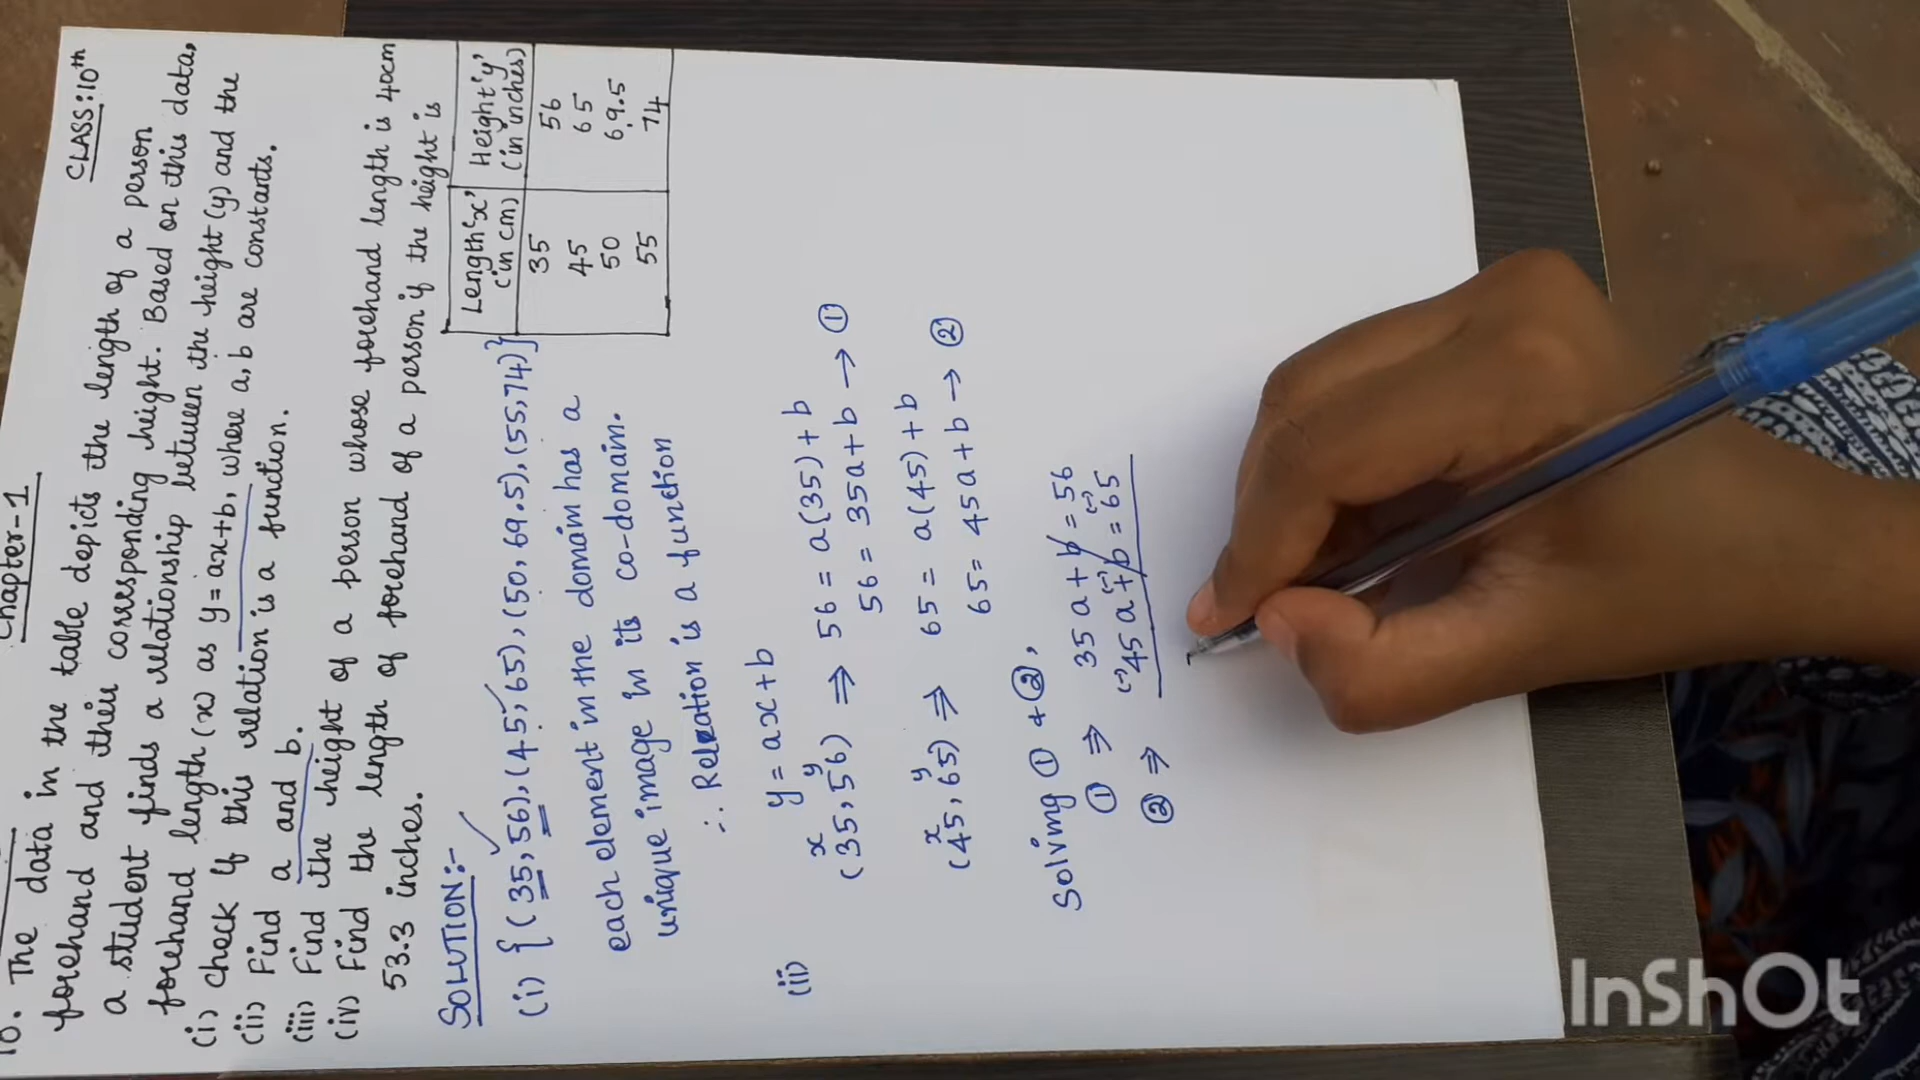 Chapter-1
CLASS:10th
10. The data in the table depicts the length of a person
forehand and their corresponding height. Based on this data,
a student finds a relationship between the height (y) and the
forehand length (x) as y = ax+b, where a, b are constants.
(i) check if this relation is a function.
(ii) Find a and b.
(iii) Find the height of a person whose forehand length is 40cm
(iv) Find the length of forehand of a person if the height is
53.3 inches.
Length 'x' (in cm) Height 'y' (in inches)
35 56
45 65
50 69.5
55 74
SOLUTION:-
(i) {(35,56),(45,65),(50,69.5),(55,74)}
each element in the domain has a
unique image in its co-domain.
∴ Relation is a function
(ii) y = ax+b
x y
(35,56) ⇒ 56 = a(35)+b
56 = 35a+b → ①
x y
(45,65) ⇒ 65 = a(45)+b
65 = 45a+b → ②
Solving ① + ②,
① ⇒ 35a+b = 56
(-) (-) (-)
② ⇒ 45a+b = 65
InShOt